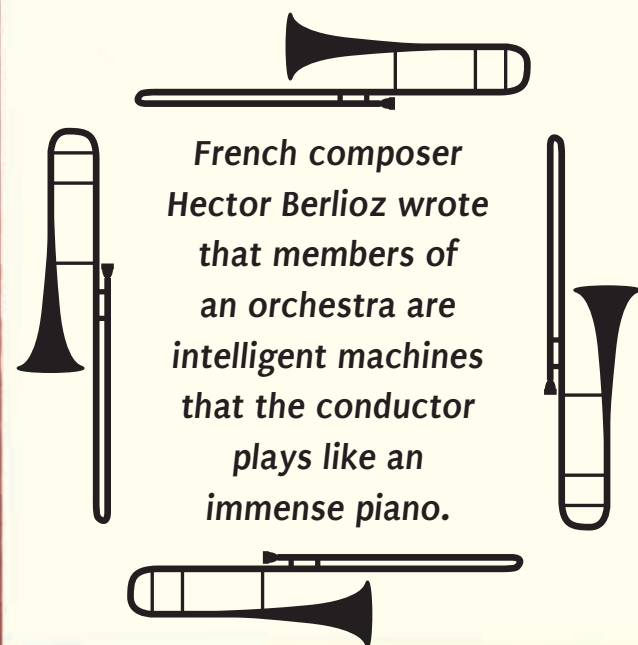 French composer
Hector Berlioz wrote
that members of
an orchestra are
intelligent machines
that the conductor
plays like an
immense piano.